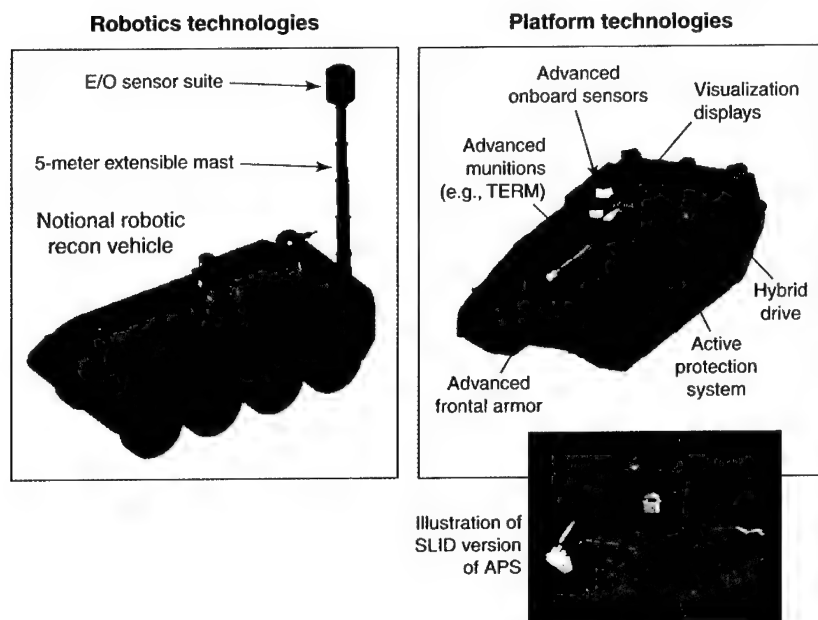 Robotics technologies
E/O sensor suite
5-meter extensible mast
Notional robotic
recon vehicle
Platform technologies
Advanced
onboard sensors
Visualization
displays
Advanced
munitions
(e.g., TERM)
Hybrid
drive
Active
protection
system
Advanced
frontal armor
Illustration of
SLID version
of APS